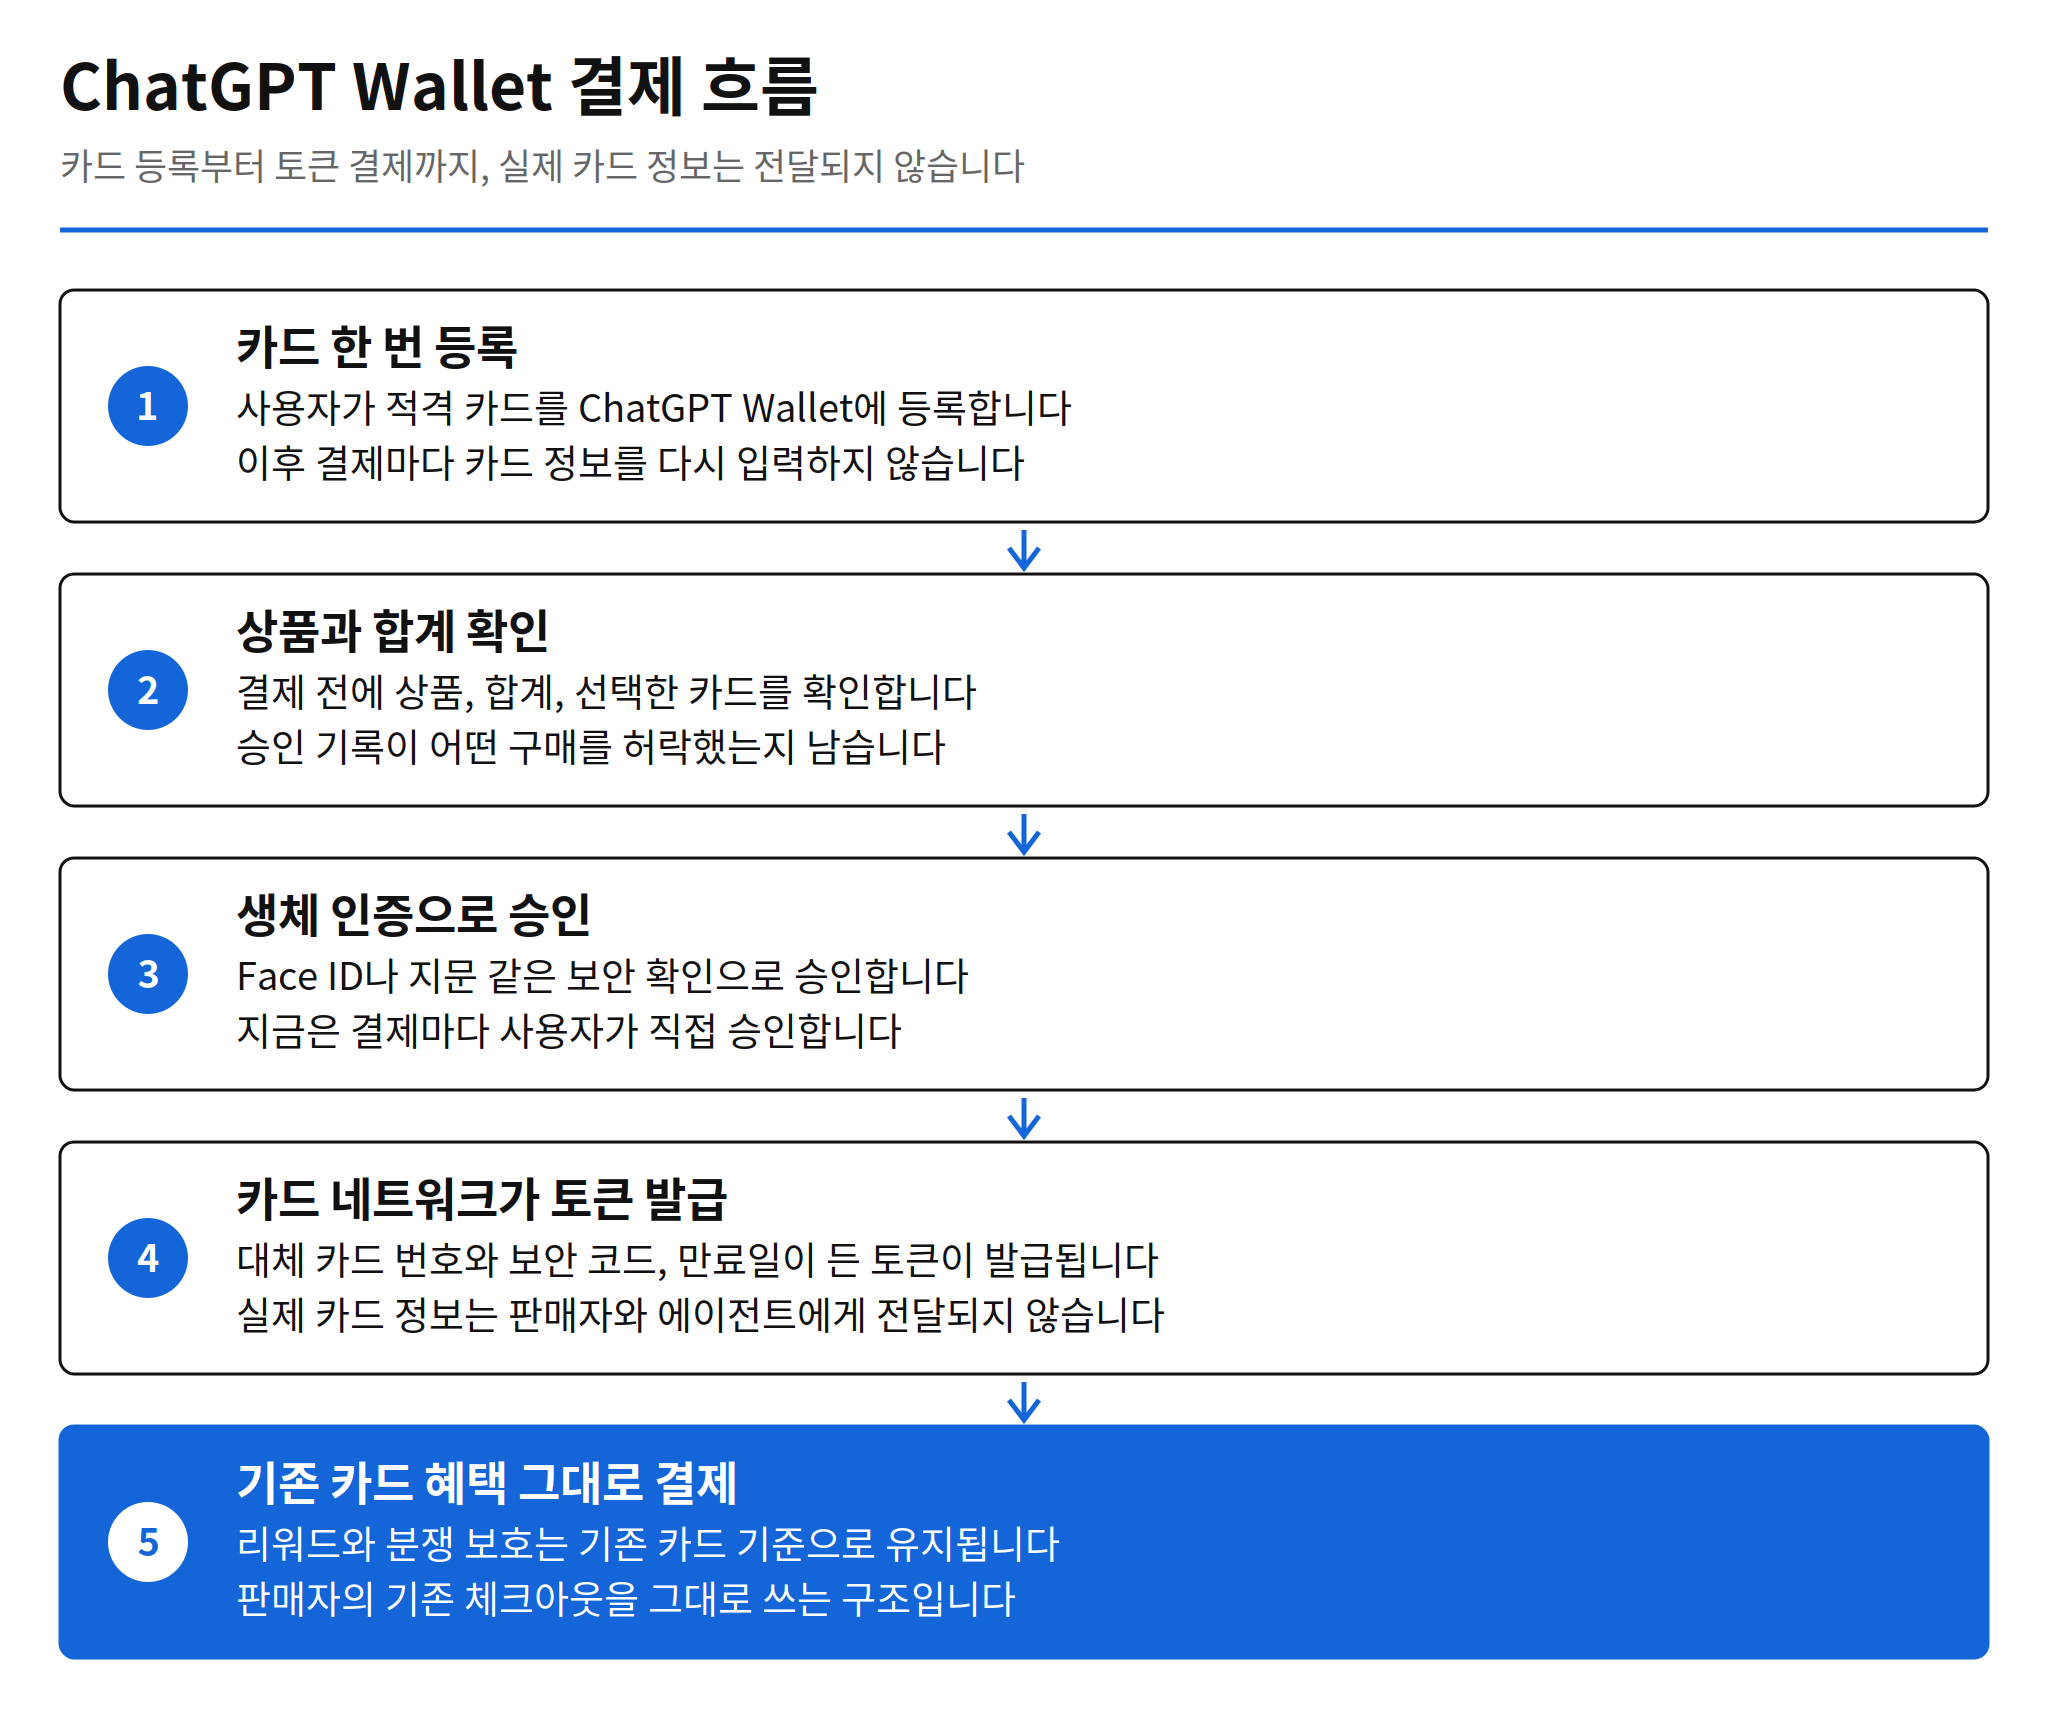 ChatGPT Wallet 결제 흐름
카드 등록부터 토큰 결제까지, 실제 카드 정보는 전달되지 않습니다
1
카드 한 번 등록
사용자가 적격 카드를 ChatGPT Wallet에 등록합니다
이후 결제마다 카드 정보를 다시 입력하지 않습니다
2
상품과 합계 확인
결제 전에 상품, 합계, 선택한 카드를 확인합니다
승인 기록이 어떤 구매를 허락했는지 남습니다
3
생체 인증으로 승인
Face ID나 지문 같은 보안 확인으로 승인합니다
지금은 결제마다 사용자가 직접 승인합니다
4
카드 네트워크가 토큰 발급
대체 카드 번호와 보안 코드, 만료일이 든 토큰이 발급됩니다
실제 카드 정보는 판매자와 에이전트에게 전달되지 않습니다
5
기존 카드 혜택 그대로 결제
리워드와 분쟁 보호는 기존 카드 기준으로 유지됩니다
판매자의 기존 체크아웃을 그대로 쓰는 구조입니다